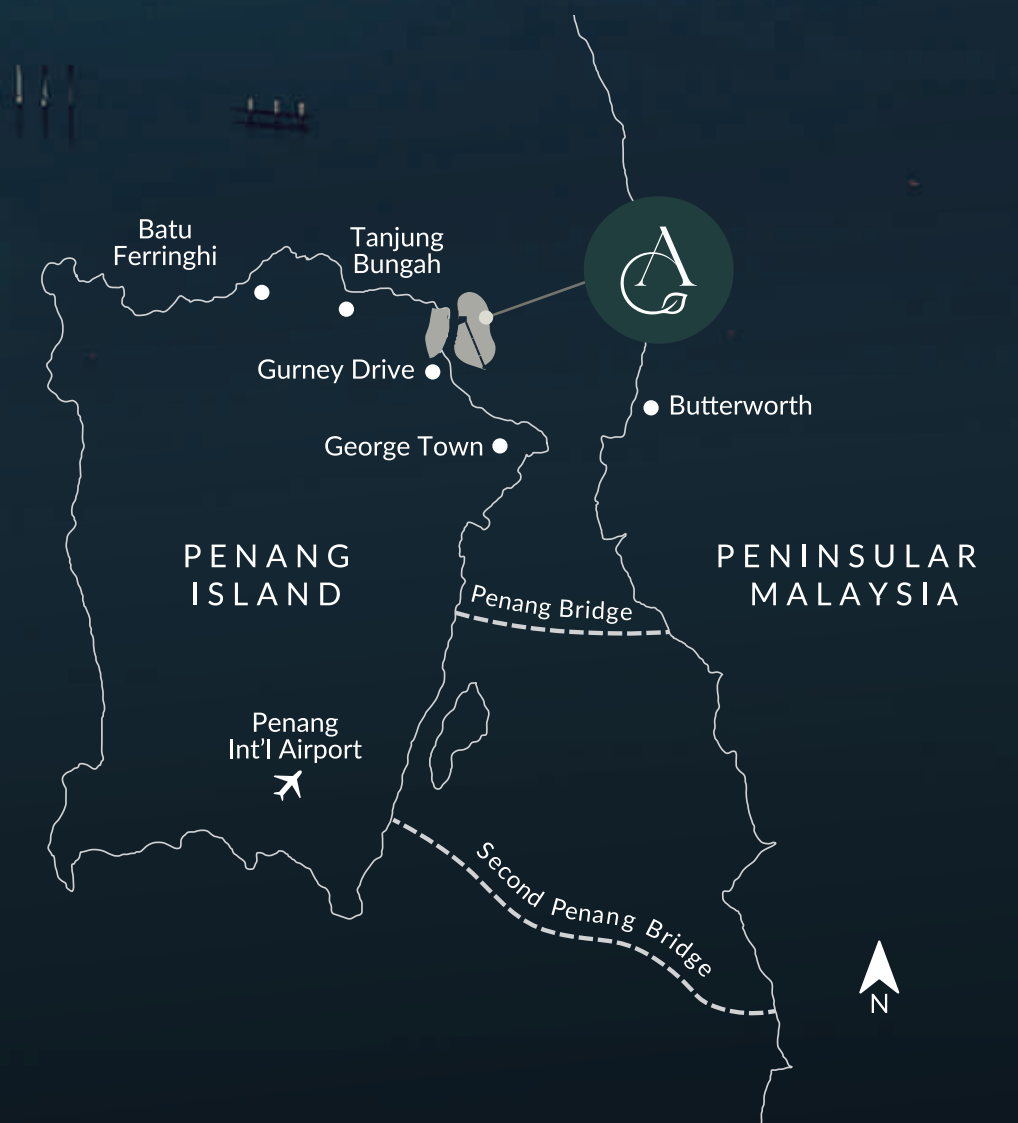 Batu
Ferringhi
Tanjung
Bungah
A
Gurney Drive
Butterworth
George Town
PENANG
ISLAND
PENINSULAR
MALAYSIA
Penang Bridge
Penang
Int'l Airport
Second Penang Bridge
N